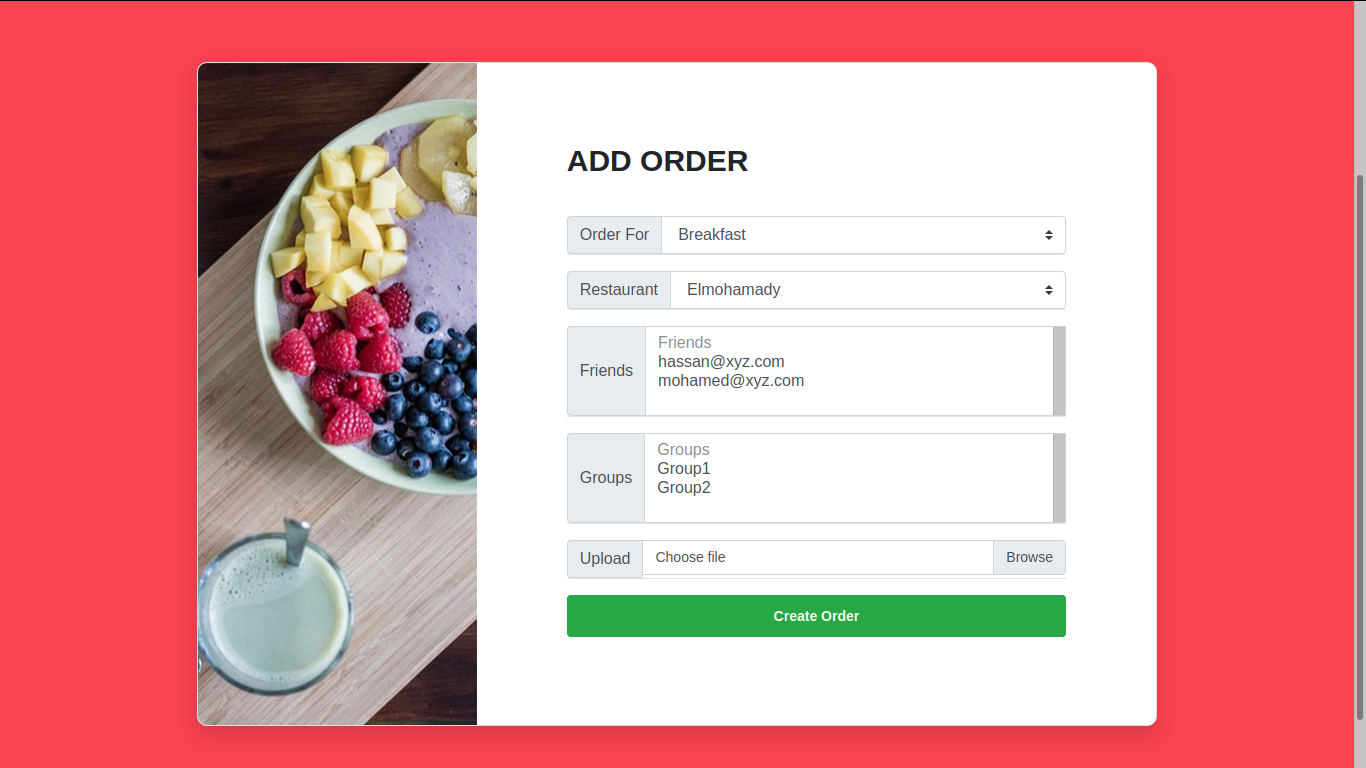 ADD ORDER
Order For Breakfast
Restaurant Elmohamady
Friends
Friends
hassan@xyz.com
mohamed@xyz.com
Groups
Groups
Group1
Group2
Upload Choose file Browse
Create Order